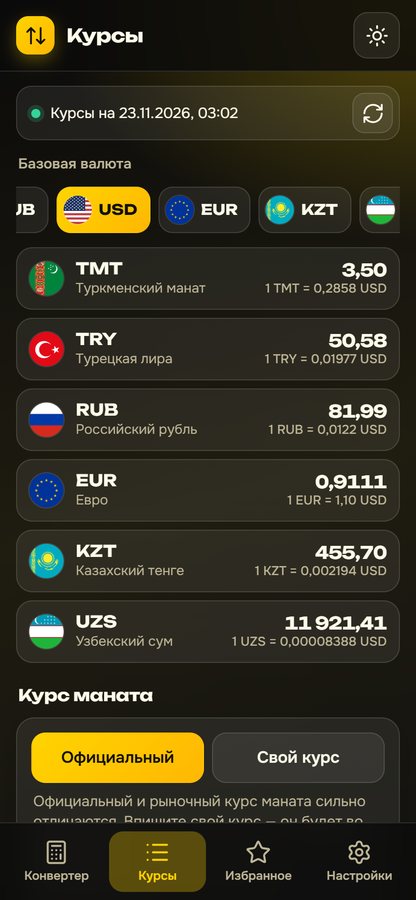 Курсы
Курсы на 23.11.2026, 03:02
Базовая валюта
UB USD EUR KZT
TMT 3,50
Туркменский манат 1 TMT = 0,2858 USD
TRY 50,58
Турецкая лира 1 TRY = 0,01977 USD
RUB 81,99
Российский рубль 1 RUB = 0,0122 USD
EUR 0,9111
Евро 1 EUR = 1,10 USD
KZT 455,70
Казахский тенге 1 KZT = 0,002194 USD
UZS 11 921,41
Узбекский сум 1 UZS = 0,00008388 USD
Курс маната
Официальный Свой курс
Официальный и рыночный курс маната сильно
отличаются. Впишите свой курс — он будет во
Конвертер Курсы Избранное Настройки